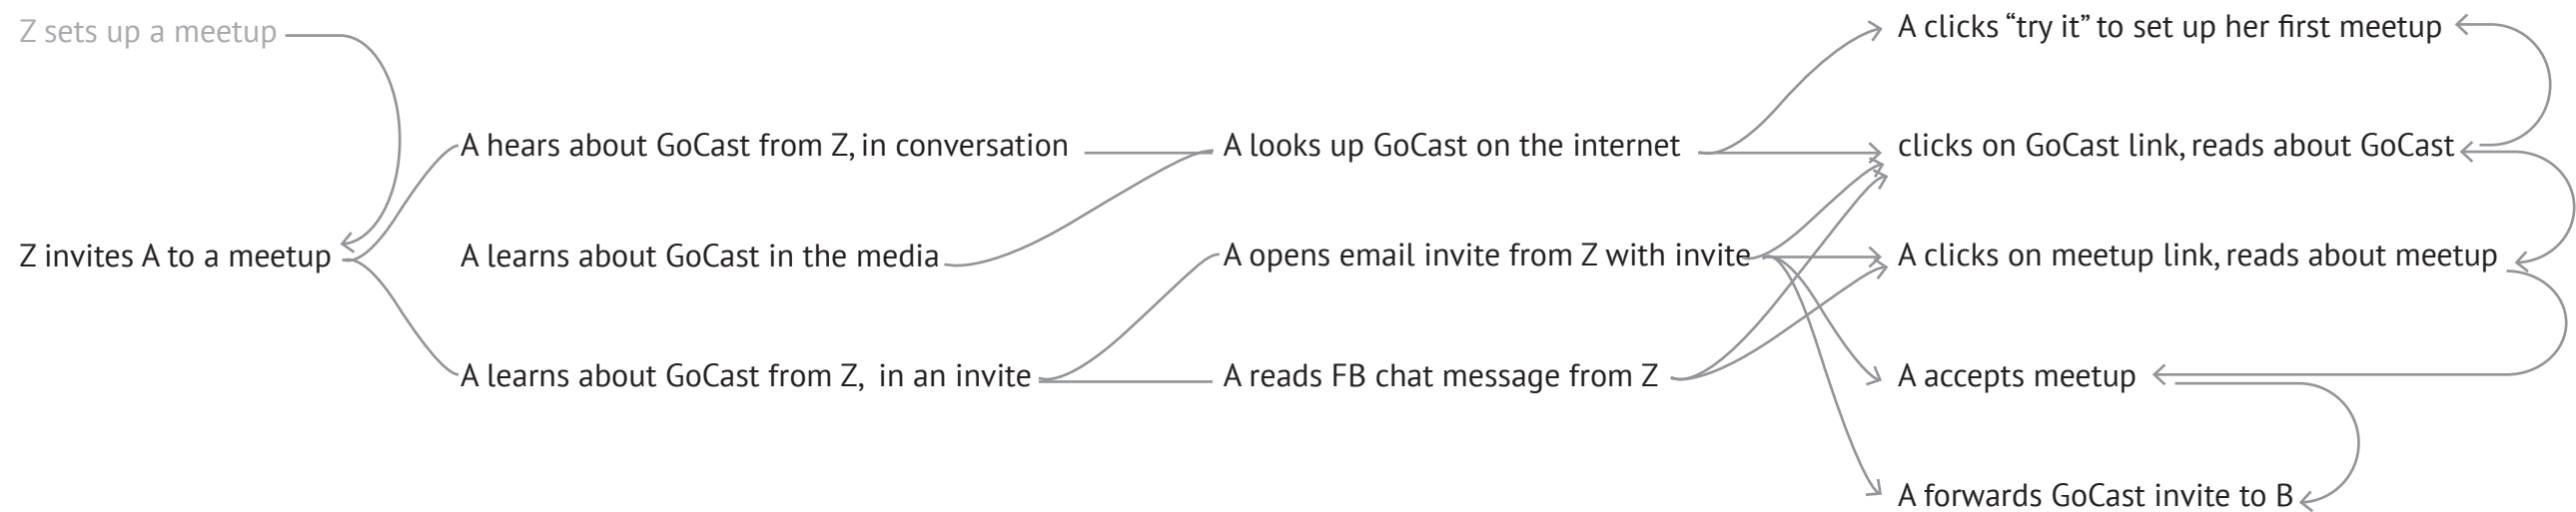 Z sets up a meetup
Z invites A to a meetup
A hears about GoCast from Z, in conversation
A learns about GoCast in the media
A learns about GoCast from Z, in an invite
A looks up GoCast on the internet
A opens email invite from Z with invite
A reads FB chat message from Z
A clicks “try it” to set up her first meetup
clicks on GoCast link, reads about GoCast
A clicks on meetup link, reads about meetup
A accepts meetup
A forwards GoCast invite to B